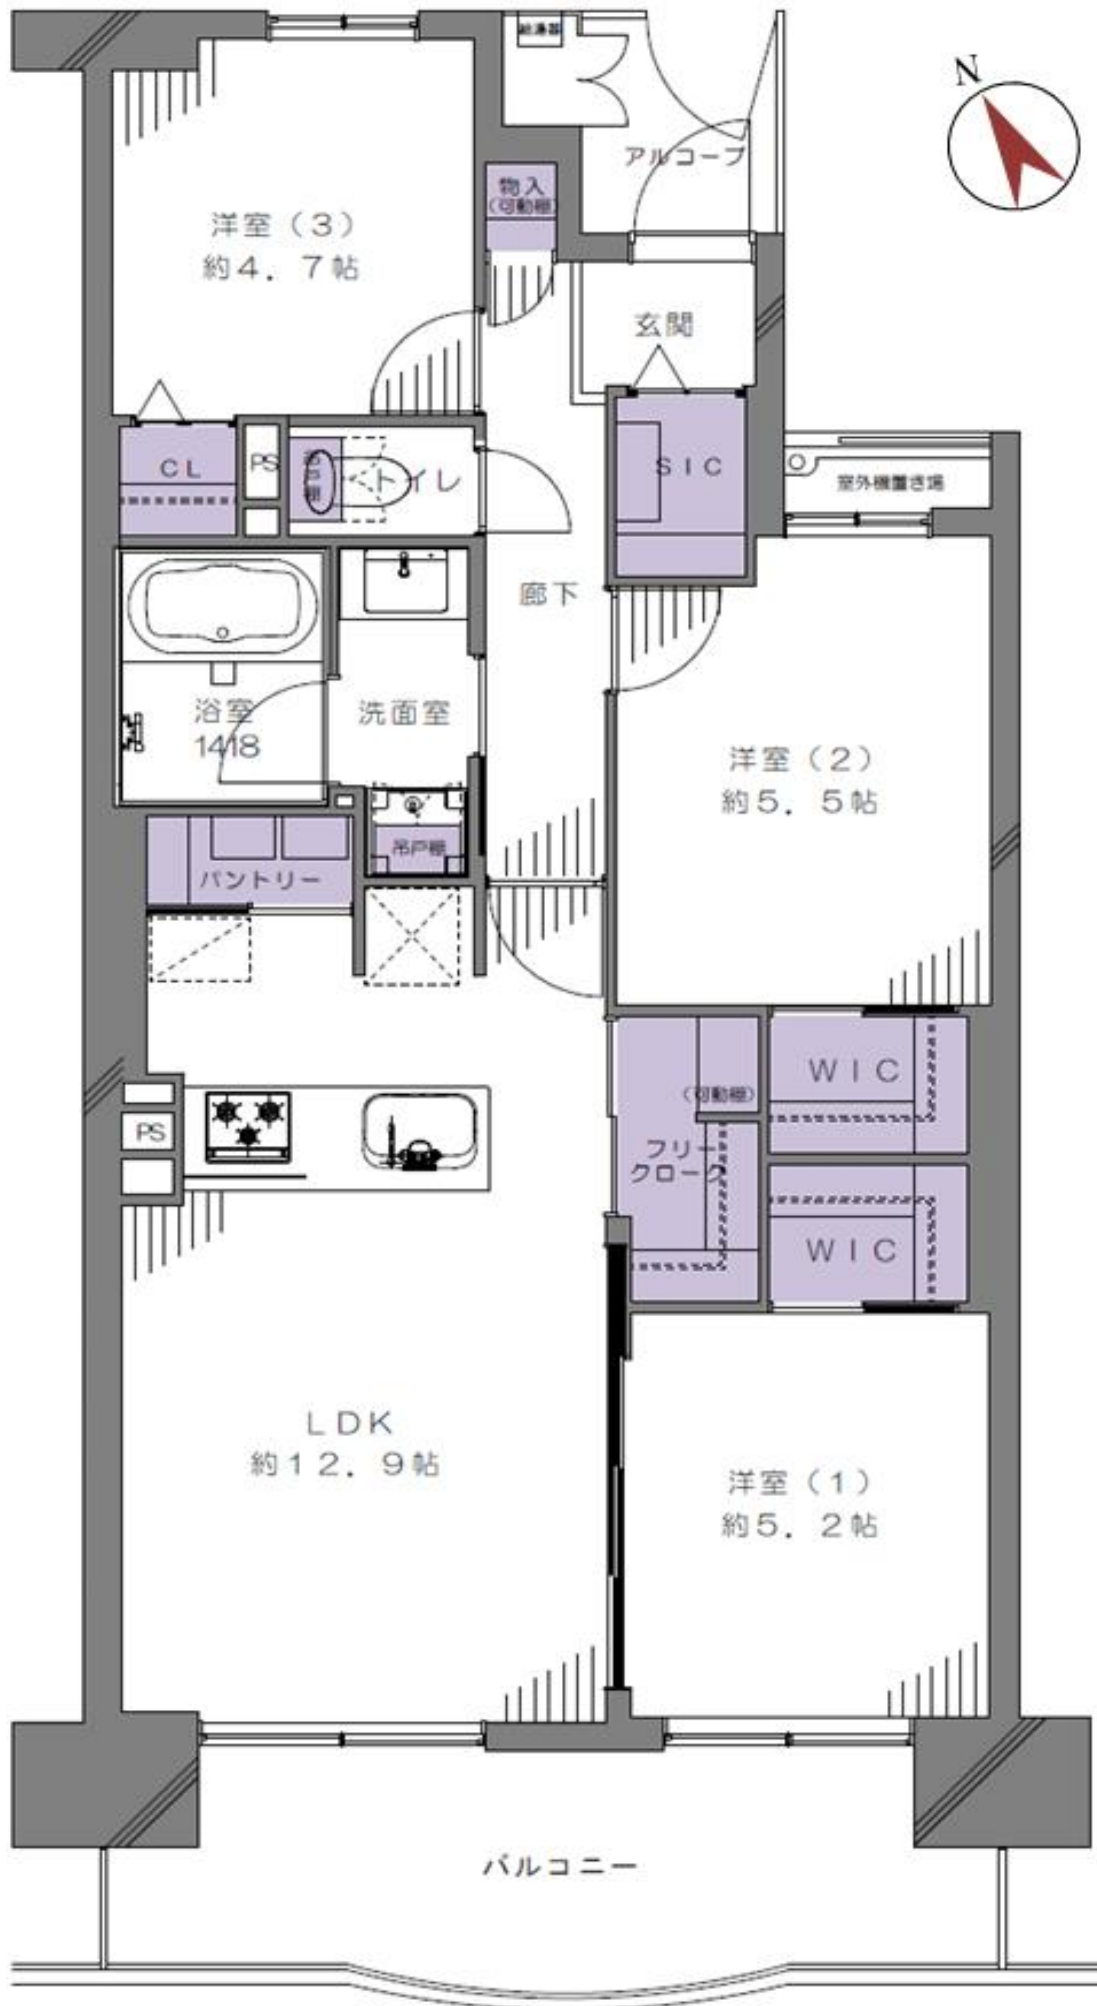 給湯器
N
アルコーブ
物入
(可動棚)
洋室(3)
約4.7帖
玄関
CL
PS
吊戸棚
トイレ
SIC
室外機置き場
廊下
浴室
1418
洗面室
洋室(2)
約5.5帖
吊戸棚
パントリー
WIC
(可動棚)
PS
フリー
クローク
WIC
LDK
約12.9帖
洋室(1)
約5.2帖
バルコニー